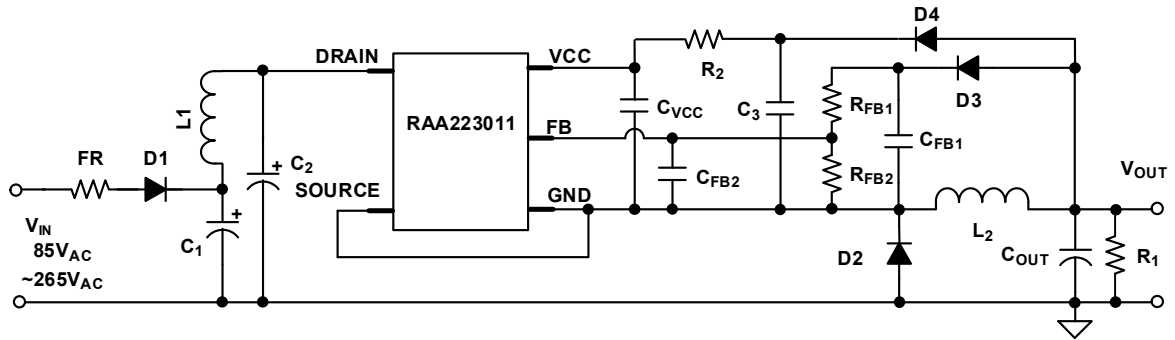 D4
DRAIN
VCC
R2
D3
L1
RAA223011
CVCC
C3
RFB1
FB
CFB1
FR
D1
C2
CFB2
RFB2
VOUT
SOURCE
GND
VIN
85VAC
~265VAC
C1
D2
L2
COUT
R1